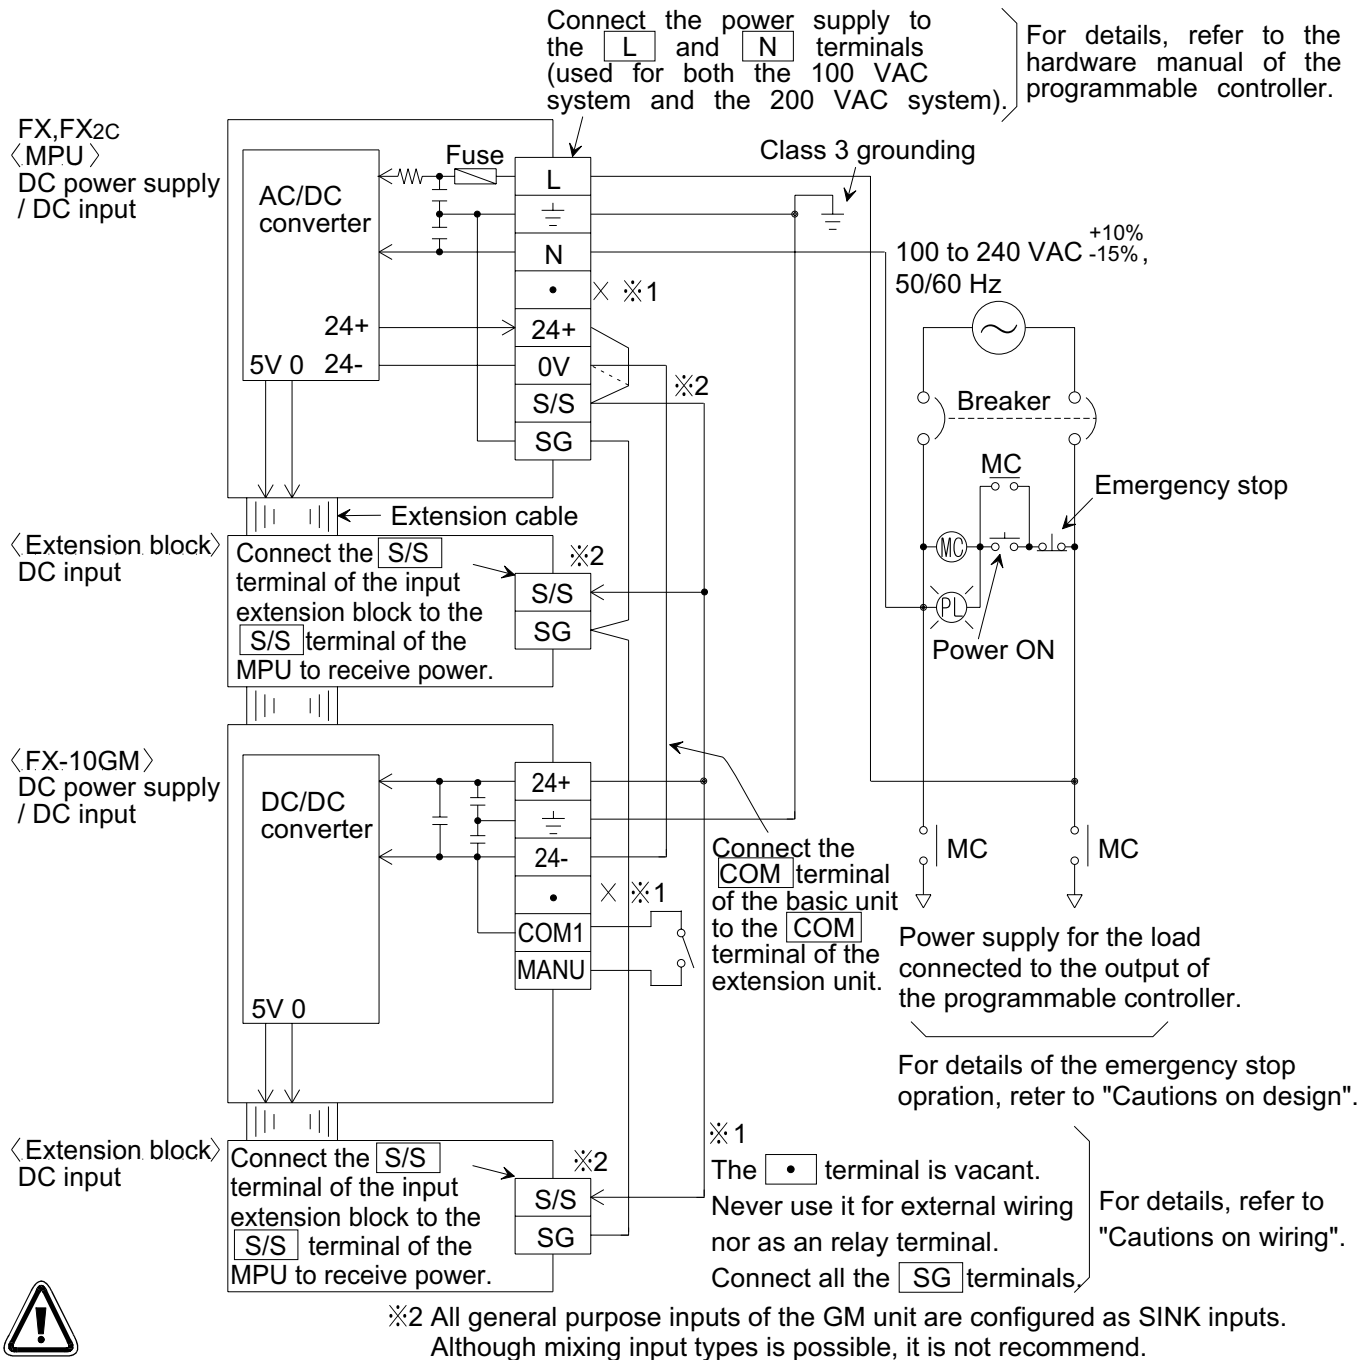 Connect the power supply to
the L and N terminals
(used for both the 100 VAC
system and the 200 VAC system).
For details, refer to the
hardware manual of the
programmable controller.
FX,FX2C
〈MPU〉
DC power supply
/ DC input
AC/DC
converter
Fuse
L
N
•
24+
0V
S/S
SG
24+
5V 0 24-
※1
※2
Class 3 grounding
100 to 240 VAC +10% -15%,
50/60 Hz
Breaker
MC
Emergency stop
MC
PL
Power ON
Extension cable
〈Extension block〉
DC input
Connect the S/S
terminal of the input
extension block to the
S/S terminal of the
MPU to receive power.
※2
S/S
SG
〈FX-10GM〉
DC power supply
/ DC input
DC/DC
converter
5V 0
24+
24-
•
COM1
MANU
※1
Connect the
COM terminal
of the basic unit
to the COM
terminal of the
extension unit.
MC
MC
Power supply for the load
connected to the output of
the programmable controller.
For details of the emergency stop
opration, reter to "Cautions on design".
〈Extension block〉
DC input
Connect the S/S
terminal of the input
extension block to the
S/S terminal of the
MPU to receive power.
※2
S/S
SG
※1
The • terminal is vacant.
Never use it for external wiring
nor as an relay terminal.
Connect all the SG terminals.
For details, refer to
"Cautions on wiring".
※2 All general purpose inputs of the GM unit are configured as SINK inputs.
Although mixing input types is possible, it is not recommend.